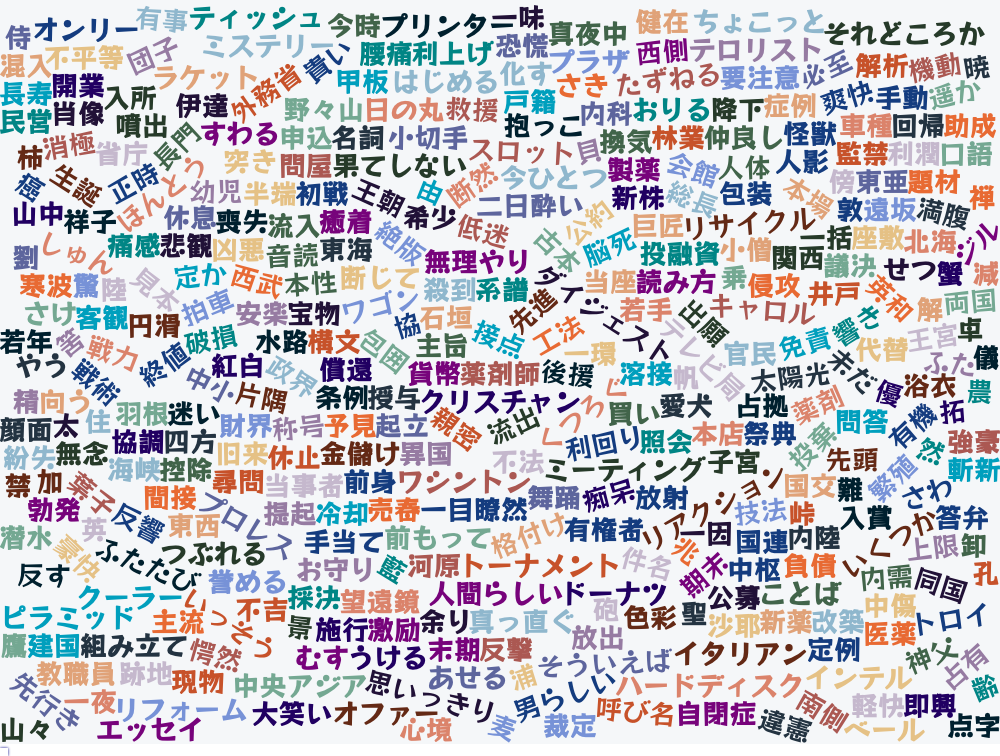 侍 オンリー 有事 ティッシュ 今時 プリンター 一味 真夜中 健在 ちょこっと それどころか
混入 不平等 団子 ミステリー 貴い 腰痛 利上げ 恐慌 プラザ 西側 テロリスト
長寿 開業 ラケット 外務省 甲板 はじめる 化す さき たずねる 要注意 必至 解析 機動 暁
民営 肖像 入所 伊達 野々山 日の丸 救援 戸籍 内科 おりる 降下 症例 爽快 手動 遥か
噴出 長門 すわる 申込 名詞 小切手 抱っこ 換気 林業 仲良し 怪獣 車種 回帰 助成
柿 消極 省庁 突き 問屋 果てしない スロット 貝 製薬 会館 人体 人影 監禁 利潤 口語
癌 生誕 正時 ほんとう 幼児 半端 初戦 王朝 由 断然 今ひとつ 新株 総長 包装 本場 傍 東亜 題材 禅
山中 祥子 休息 喪失 流入 癒着 希少 低迷 二日酔い 公約 巨匠 リサイクル 敦 遠坂 満腹
劉 しゅん 痛感 悲観 凶悪 音読 東海 絶版 無理やり 古本 脳死 投融資 小僧 関西 一括 座敷 北海 ジル
寒波 驚 陸 見本 定か 西武 本性 断じて 殺到 系譜 ダイジェスト 当座 読み方 乗 侵攻 井戸 議決 せつ 蟹 減
さけ 客観 円滑 拍車 安楽 宝物 ワゴン 協 石垣 先進 工法 若手 出願 キャロル 英和 解 両国
若年 筈 戦力 終値 破損 水路 横文 包囲 主旨 接点 一環 テレビ局 官民 免責 響き 代替 王宮 卓
やう 戦術 中小 紅白 政界 償還 貨幣 薬剤師 後援 溶接 帆 太陽光 未だ 優 ふた 儀
精 向う 住 羽根 迷い 片隅 条例 授与 クリスチャン くつろぐ 買い 愛犬 占拠 薬剤 浴衣 農
顔面 太 協調 四方 財界 称号 予見 起立 親密 流出 利回り 照会 本店 祭典 投棄 問答 有機 拓
紛失 無念 海峡 控除 旧来 休止 金儲け 異国 不法 ミーティング 子宮 先頭 然 強豪
禁 加 葉子 間接 尋問 当事者 前身 ワシントン 舞踊 痴呆 放射 リアクション 国交 難 繁殖 斬新
勃発 英 反響 東西 プロレス 提起 冷却 売春 一目瞭然 格付け 有権者 一因 技法 峠 入賞 さわ 答弁
潜水 豪快 ふたたび つぶれる 手当て 前もって 件名 兆 国連 内陸 いくつか 上限 卸
反す 誉める お守り 藍 河原 トーナメント 期末 中枢 負債 内需 同国 孔
クーラー いっそう 不吉 採決 望遠鏡 人間らしい ドーナツ 砲 聖 公募 ことば 中傷
ピラミッド 主流 景 施行 激励 余り 真っ直ぐ 放出 色彩 沙耶 新薬 改築 医薬 トロイ
鷹 建国 組み立て 愕然 むす うける 末期 反撃 そういえば イタリアン 定例 神父
教職員 跡地 現物 中央 アジア 思いっきり あせる 浦 男らしい ハードディスク インテル 占有 齢
先行き 一夜 リフォーム 大笑い オファー 呼び名 自閉症 南側 軽快 即興
山々 エッセイ 心境 麦 裁定 違憲 ベール 点字